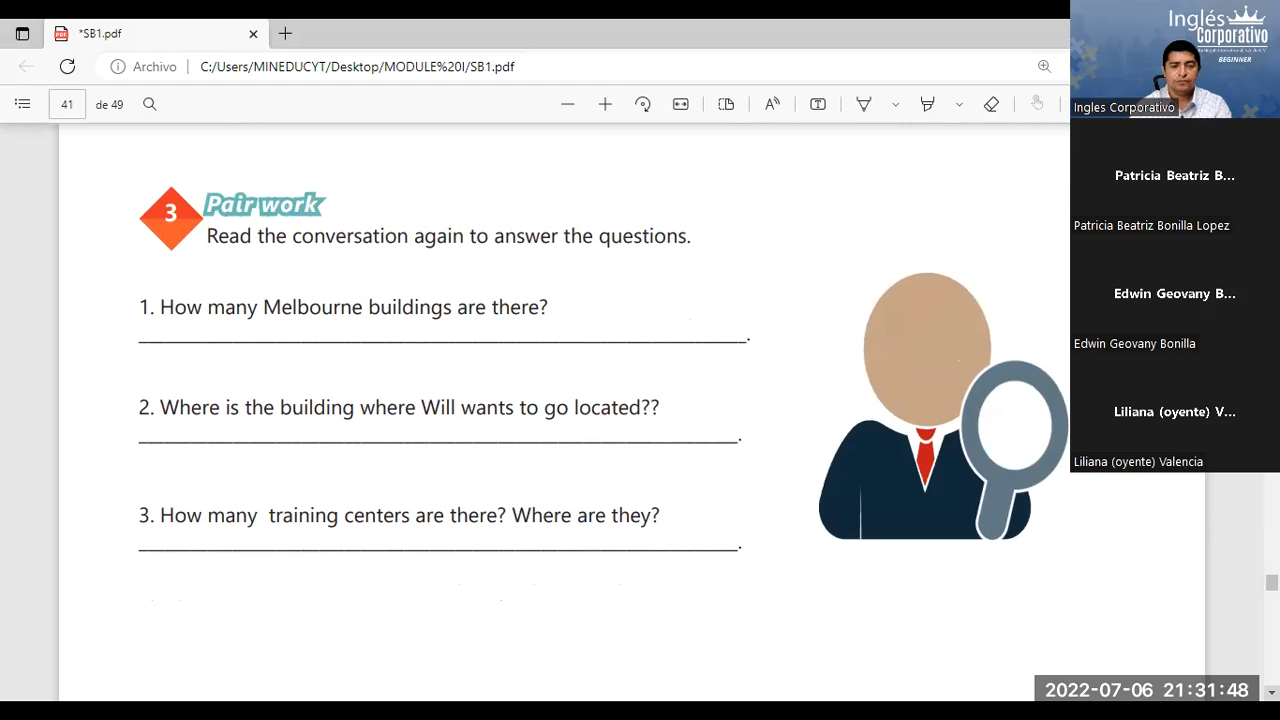 *SB1.pdf
Archivo
C:/Users/MINEDUCYT/Desktop/MODULE%20I/SB1.pdf
41 de 49
3
Pair work
Read the conversation again to answer the questions.
1. How many Melbourne buildings are there?
2. Where is the building where Will wants to go located??
3. How many  training centers are there? Where are they?
Inglés
Corporativo
BEGINNER
Ingles Corporativo
Patricia Beatriz B...
Patricia Beatriz Bonilla Lopez
Edwin Geovany B...
Edwin Geovany Bonilla
Liliana (oyente) V...
Liliana (oyente) Valencia
2022-07-06 21:31:48